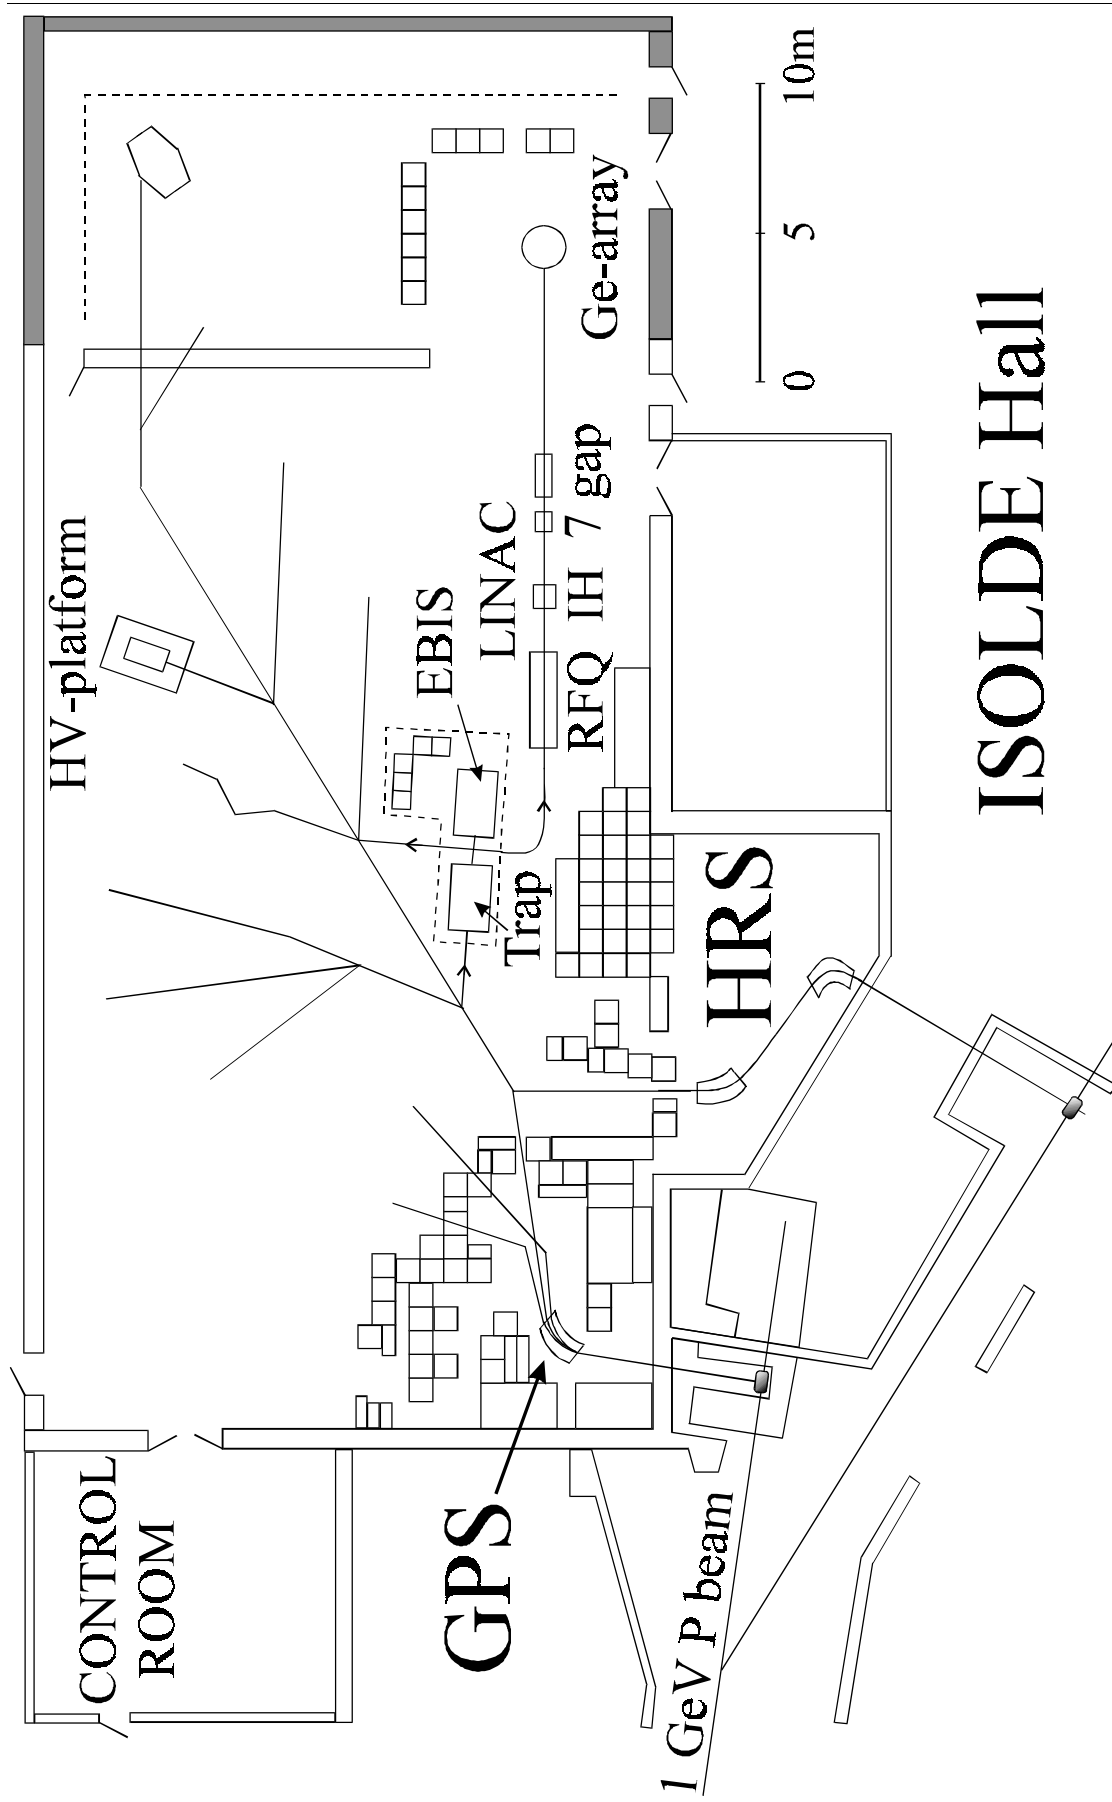 CONTROL
ROOM
HV-platform
GPS
EBIS
LINAC
Trap
RFQ IH 7 gap
Ge-array
1 GeV P beam
HRS
0 5 10m
ISOLDE Hall